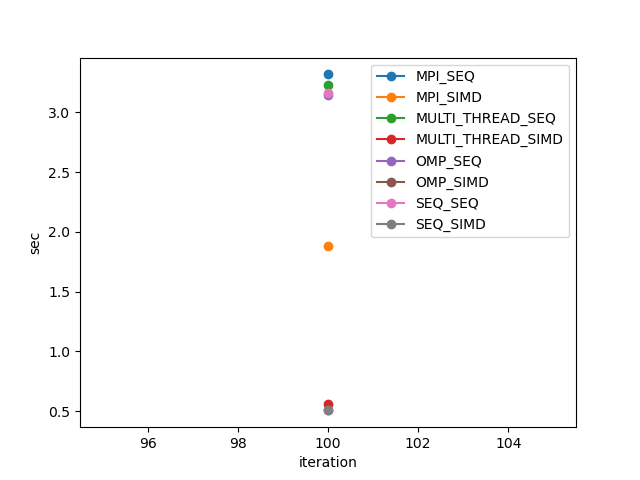 MPI_SEQ
MPI_SIMD
MULTI_THREAD_SEQ
MULTI_THREAD_SIMD
OMP_SEQ
OMP_SIMD
SEQ_SEQ
SEQ_SIMD
3.0
2.5
2.0
1.5
1.0
0.5
sec
96 98 100 102 104
iteration